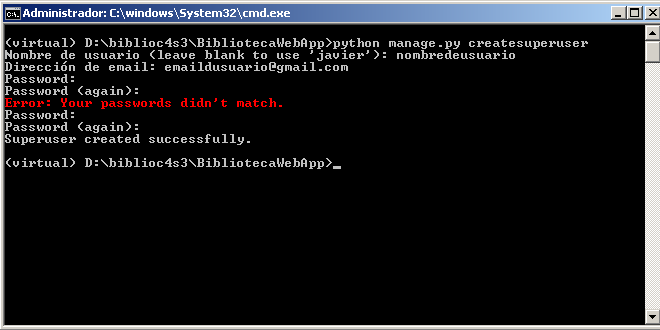 Administrador: C:\windows\System32\cmd.exe
(virtual) D:\biblioc4s3\BibliotecaWebApp>python manage.py createsuperuser
Nombre de usuario (leave blank to use 'javier'): nombredeusuario
Dirección de email: emaildusuario@gmail.com
Password:
Password (again):
Error: Your passwords didn't match.
Password:
Password (again):
Superuser created successfully.
(virtual) D:\biblioc4s3\BibliotecaWebApp>_